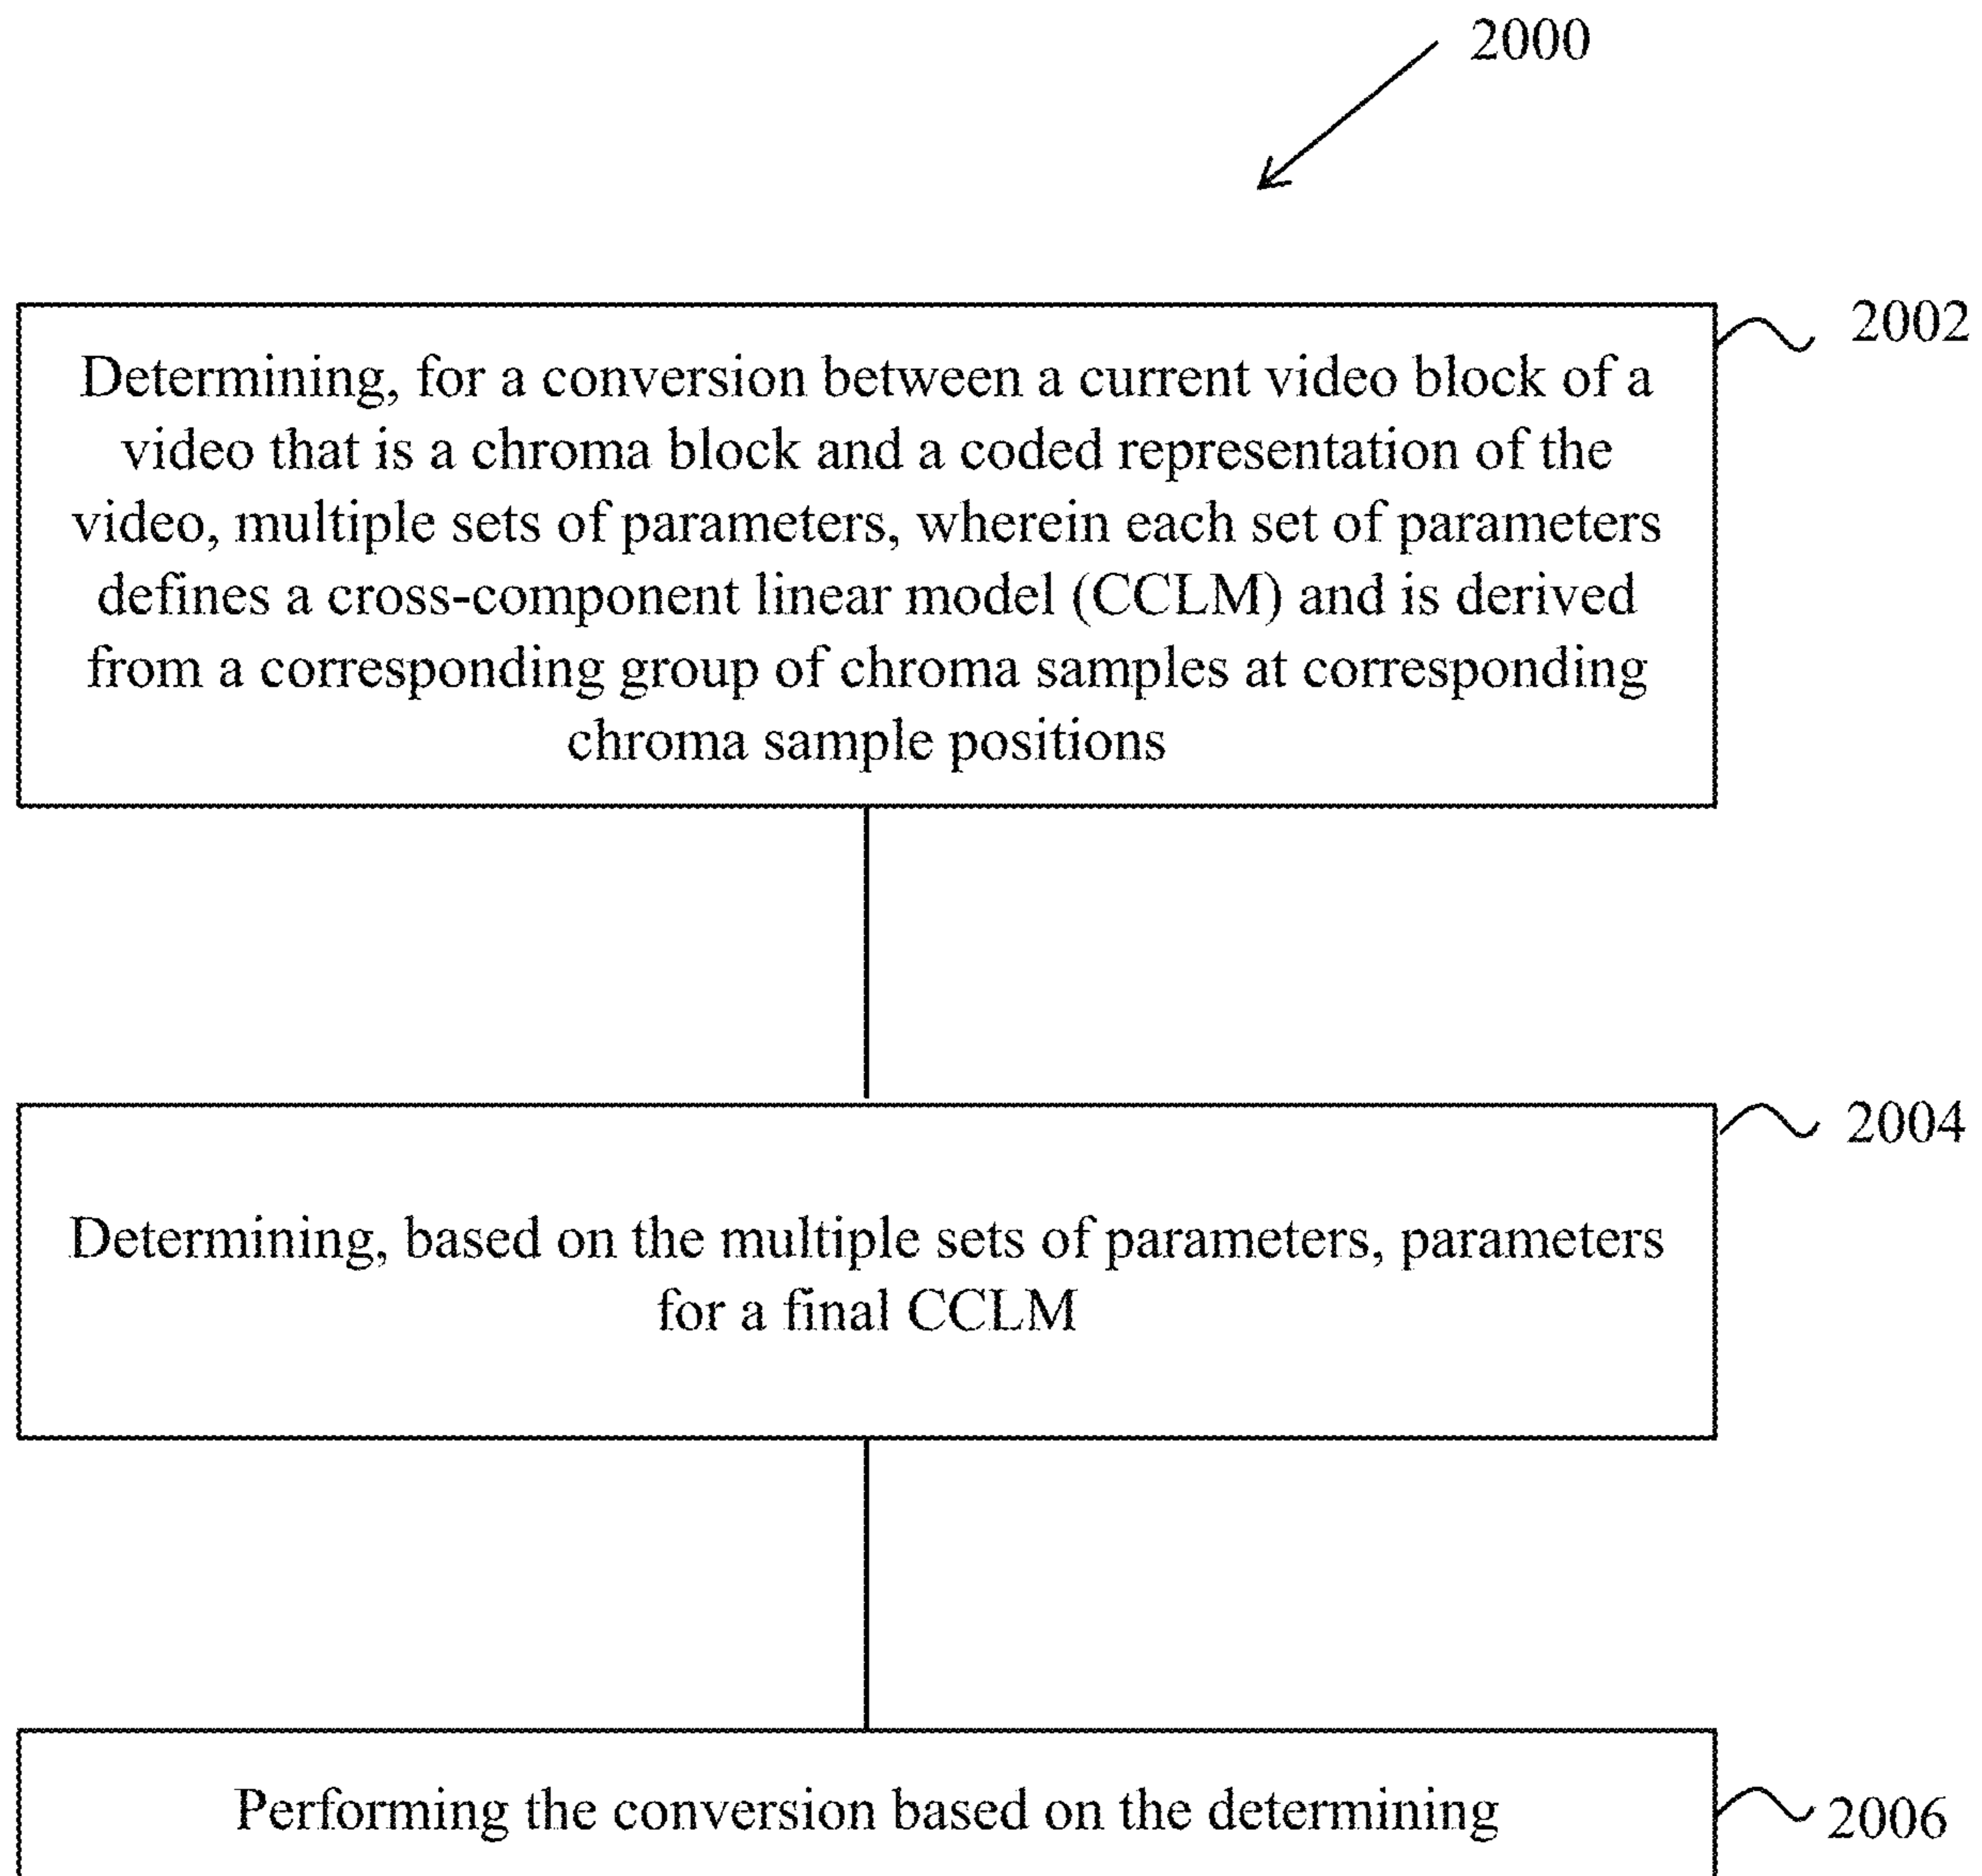 2000
2002
Determining, for a conversion between a current video block of a
video that is a chroma block and a coded representation of the
video, multiple sets of parameters, wherein each set of parameters
defines a cross-component linear model (CCLM) and is derived
from a corresponding group of chroma samples at corresponding
chroma sample positions
2004
Determining, based on the multiple sets of parameters, parameters
for a final CCLM
Performing the conversion based on the determining
2006